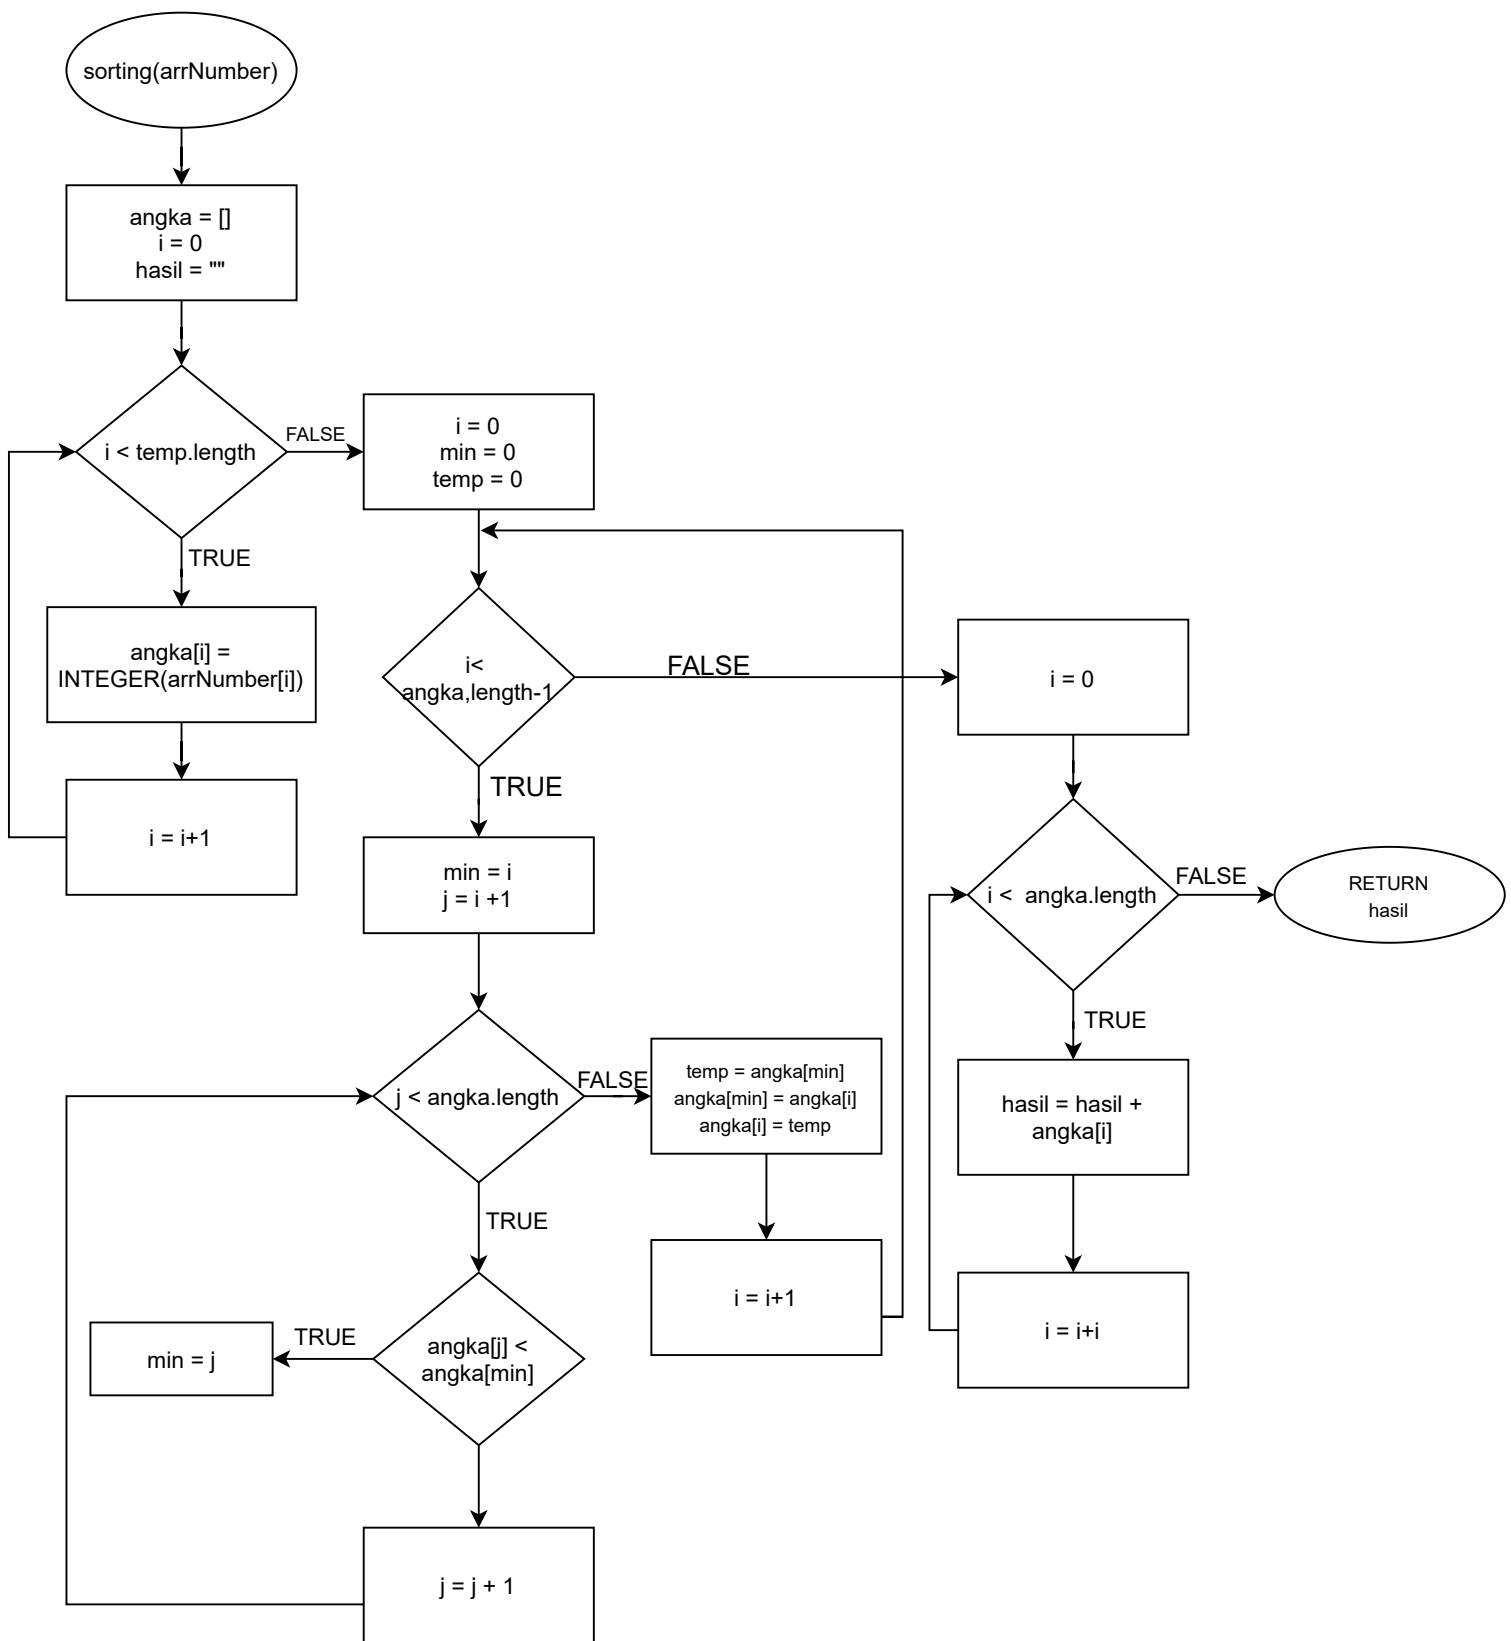 sorting(arrNumber)
angka = []
i = 0
hasil = ""
i < temp.length
FALSE
i = 0
min = 0
temp = 0
TRUE
angka[i] =
INTEGER(arrNumber[i])
i = i+1
i<
angka,length-1
FALSE
i = 0
TRUE
min = i
j = i +1
i <  angka.length
FALSE
RETURN
hasil
TRUE
hasil = hasil +
angka[i]
i = i+i
j < angka.length
FALSE
temp = angka[min]
angka[min] = angka[i]
angka[i] = temp
i = i+1
TRUE
angka[j] <
angka[min]
TRUE
min = j
j = j + 1